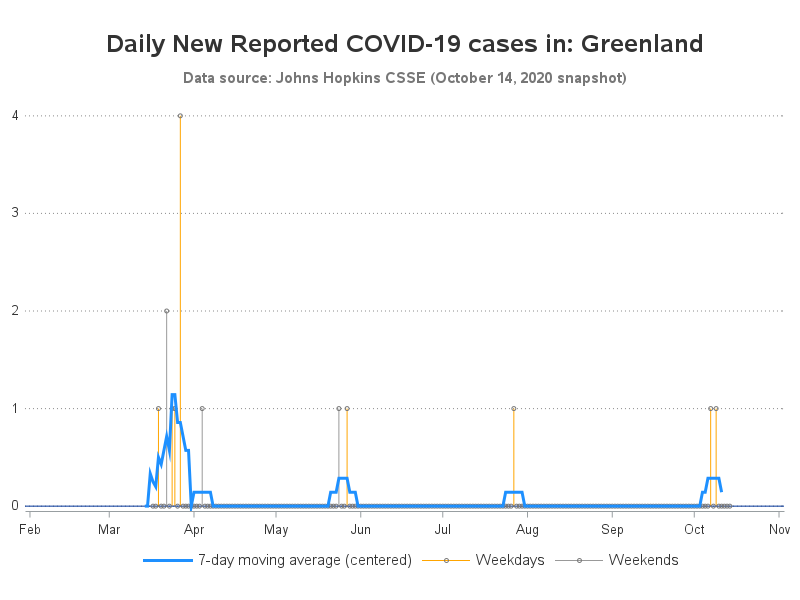 Daily New Reported COVID-19 cases in: Greenland
Data source: Johns Hopkins CSSE (October 14, 2020 snapshot)
4
3
2
1
0
Feb Mar Apr May Jun Jul Aug Sep Oct Nov
7-day moving average (centered) Weekdays Weekends